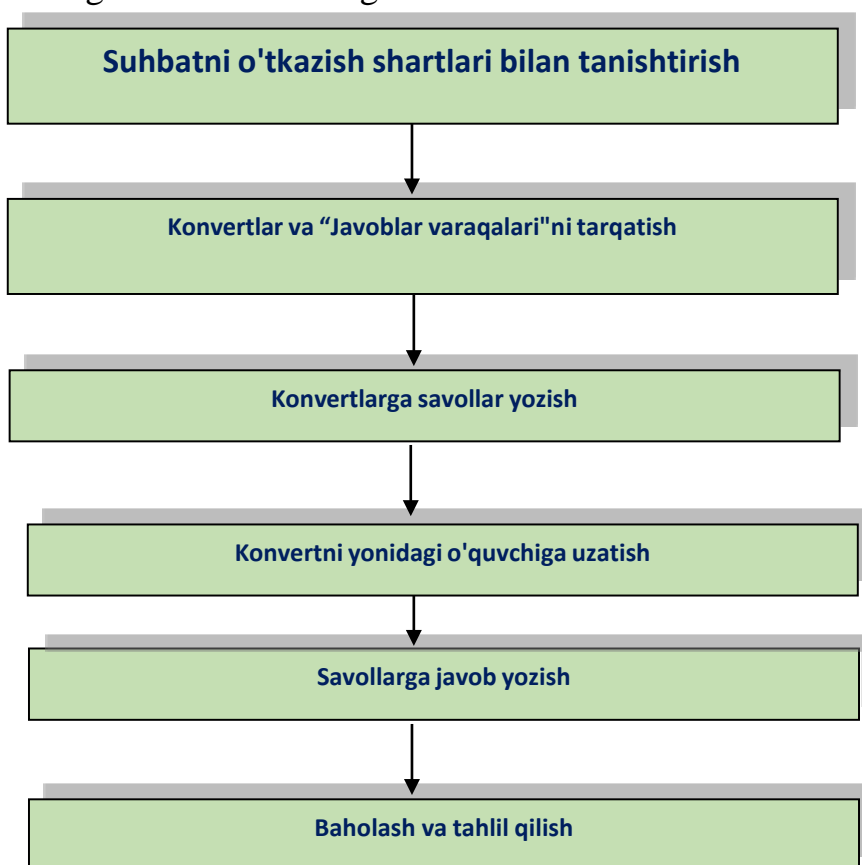 Suhbatni o'tkazish shartlari bilan tanishtirish
Konvertlar va “Javoblar varaqalari"ni tarqatish
Konvertlarga savollar yozish
Konvertni yonidagi o'quvchiga uzatish
Savollarga javob yozish
Baholash va tahlil qilish